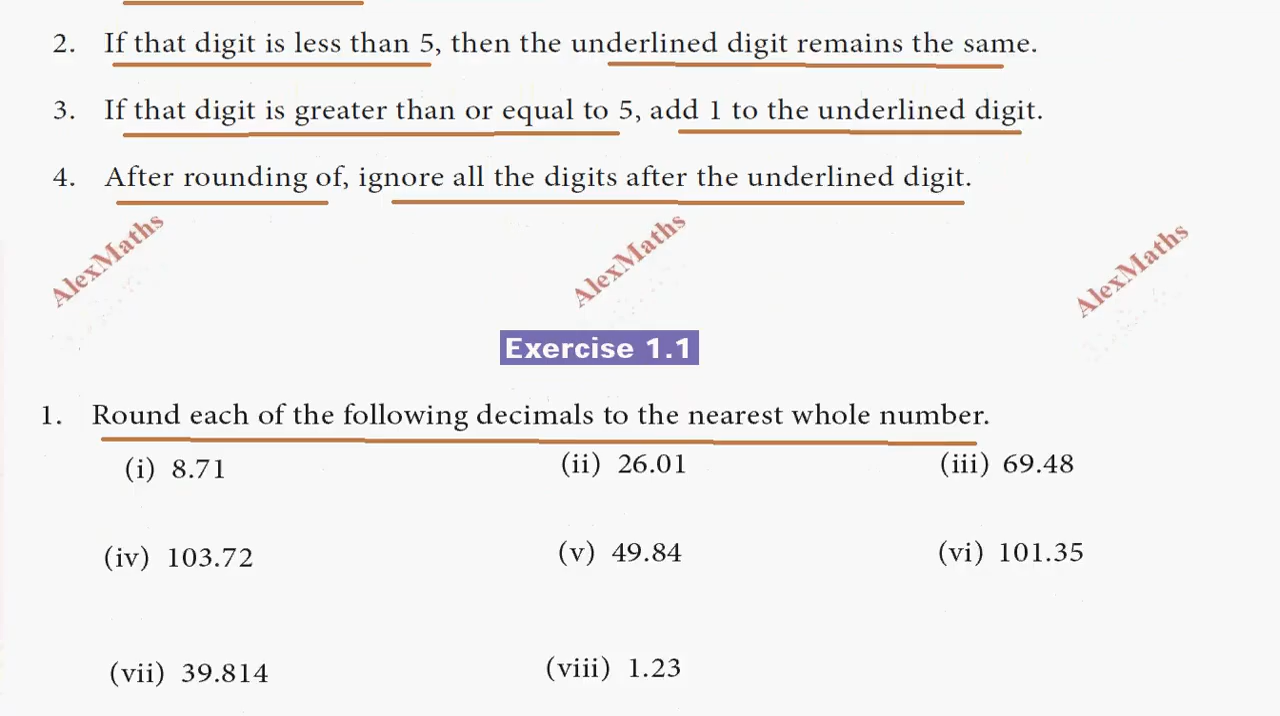 2. If that digit is less than 5, then the underlined digit remains the same.
3. If that digit is greater than or equal to 5, add 1 to the underlined digit.
4. After rounding of, ignore all the digits after the underlined digit.
AlexMaths AlexMaths AlexMaths
Exercise 1.1
1. Round each of the following decimals to the nearest whole number.
(i) 8.71 (ii) 26.01 (iii) 69.48
(iv) 103.72 (v) 49.84 (vi) 101.35
(vii) 39.814 (viii) 1.23